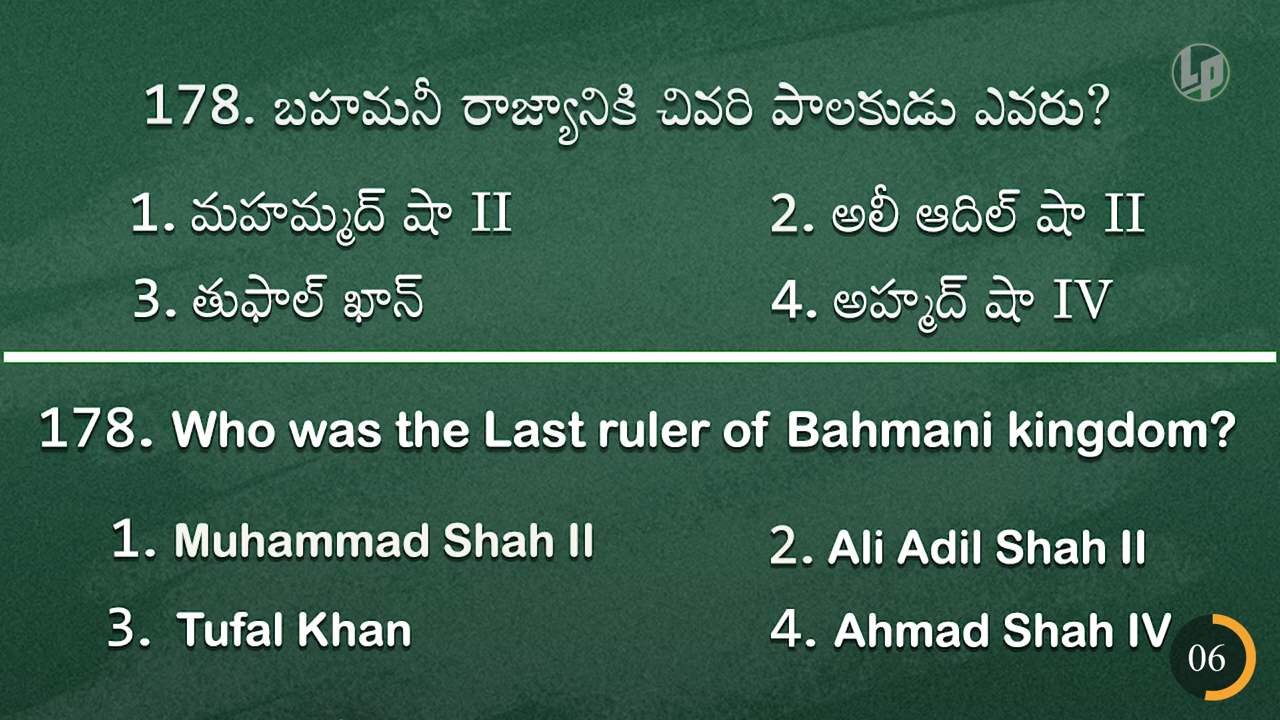 LP
178. బహమనీ రాజ్యానికి చివరి పాలకుడు ఎవరు?
1. మహమ్మద్ షా II 2. అలీ ఆదిల్ షా II
3. తుఫాల్ ఖాన్ 4. అహ్మద్ షా IV
178. Who was the Last ruler of Bahmani kingdom?
1. Muhammad Shah II 2. Ali Adil Shah II
3. Tufal Khan 4. Ahmad Shah IV
06